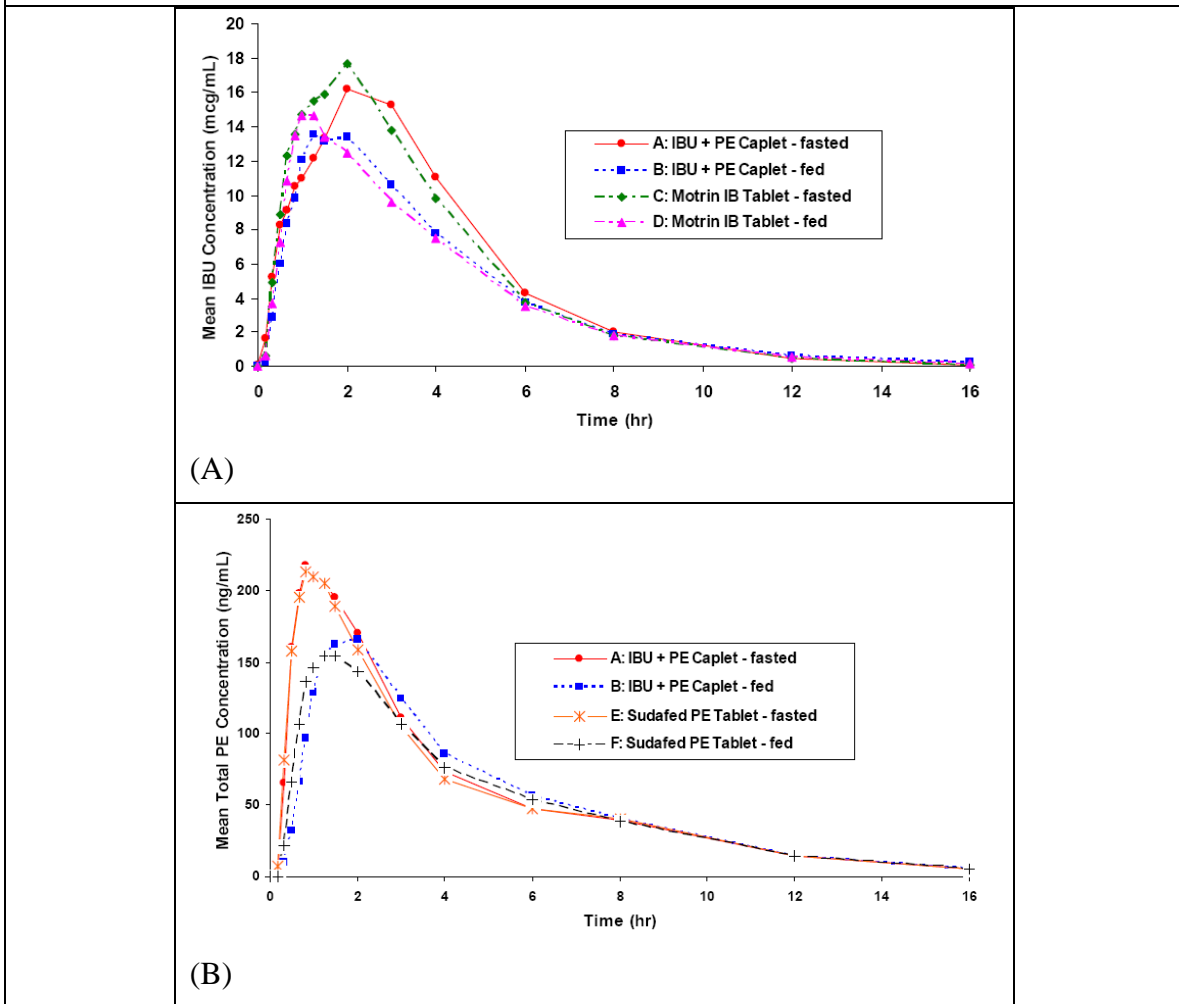 20
18
16
14
12
10
8
6
4
2
0
Mean IBU Concentration (mcg/mL)
A: IBU + PE Caplet - fasted
B: IBU + PE Caplet - fed
C: Motrin IB Tablet - fasted
D: Motrin IB Tablet - fed
0 2 4 6 8 10 12 14 16
Time (hr)
(A)
250
200
150
100
50
0
Mean Total PE Concentration (ng/mL)
A: IBU + PE Caplet - fasted
B: IBU + PE Caplet - fed
E: Sudafed PE Tablet - fasted
F: Sudafed PE Tablet - fed
0 2 4 6 8 10 12 14 16
Time (hr)
(B)